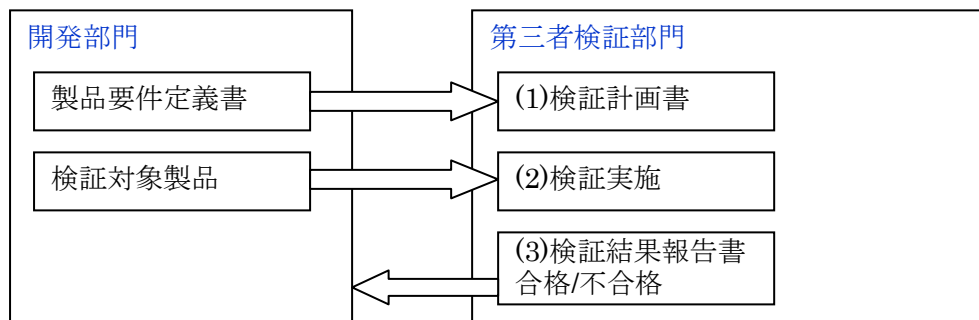 開発部門
第三者検証部門
製品要件定義書
(1)検証計画書
検証対象製品
(2)検証実施
(3)検証結果報告書
合格/不合格